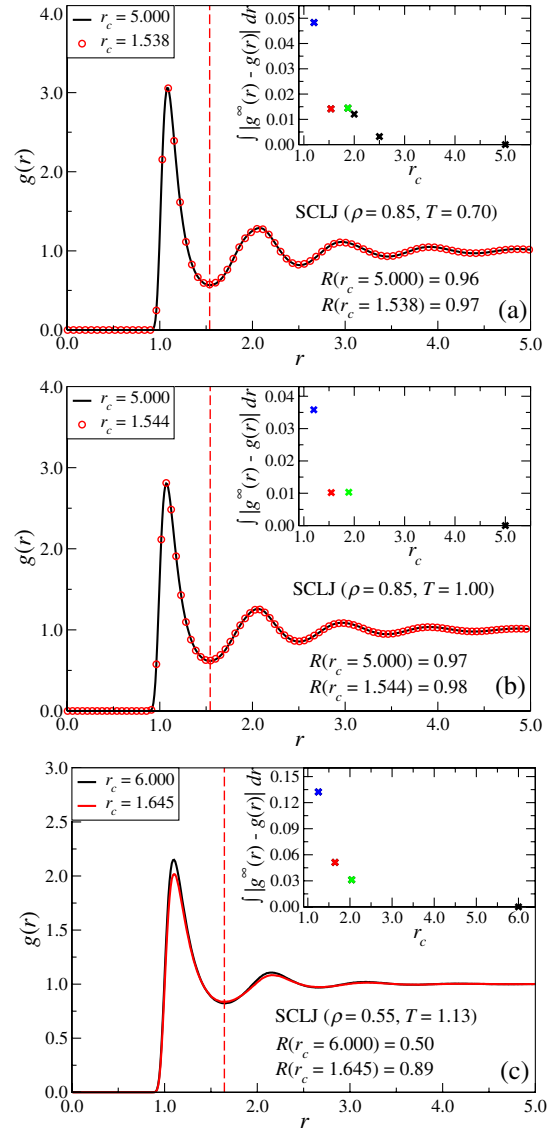 r_c = 5.000
r_c = 1.538
∫ |g^∞(r) - g(r)| dr
0.05
0.04
0.03
0.02
0.01
0.00
1.0 2.0 3.0 4.0 5.0
r_c
g(r)
4.0
3.0
2.0
1.0
0.0
SCLJ (ρ = 0.85, T = 0.70)
R(r_c = 5.000) = 0.96
R(r_c = 1.538) = 0.97
(a)
0.0 1.0 2.0 3.0 4.0 5.0
r
r_c = 5.000
r_c = 1.544
∫ |g^∞(r) - g(r)| dr
0.04
0.03
0.02
0.01
0.00
1.0 2.0 3.0 4.0 5.0
r_c
g(r)
4.0
3.0
2.0
1.0
0.0
SCLJ (ρ = 0.85, T = 1.00)
R(r_c = 5.000) = 0.97
R(r_c = 1.544) = 0.98
(b)
0.0 1.0 2.0 3.0 4.0 5.0
r
r_c = 6.000
r_c = 1.645
∫ |g^∞(r) - g(r)| dr
0.15
0.12
0.09
0.06
0.03
0.00
1.0 2.0 3.0 4.0 5.0 6.0
r_c
g(r)
3.0
2.5
2.0
1.5
1.0
0.5
0.0
SCLJ (ρ = 0.55, T = 1.13)
R(r_c = 6.000) = 0.50
R(r_c = 1.645) = 0.89
(c)
0.0 1.0 2.0 3.0 4.0 5.0
r